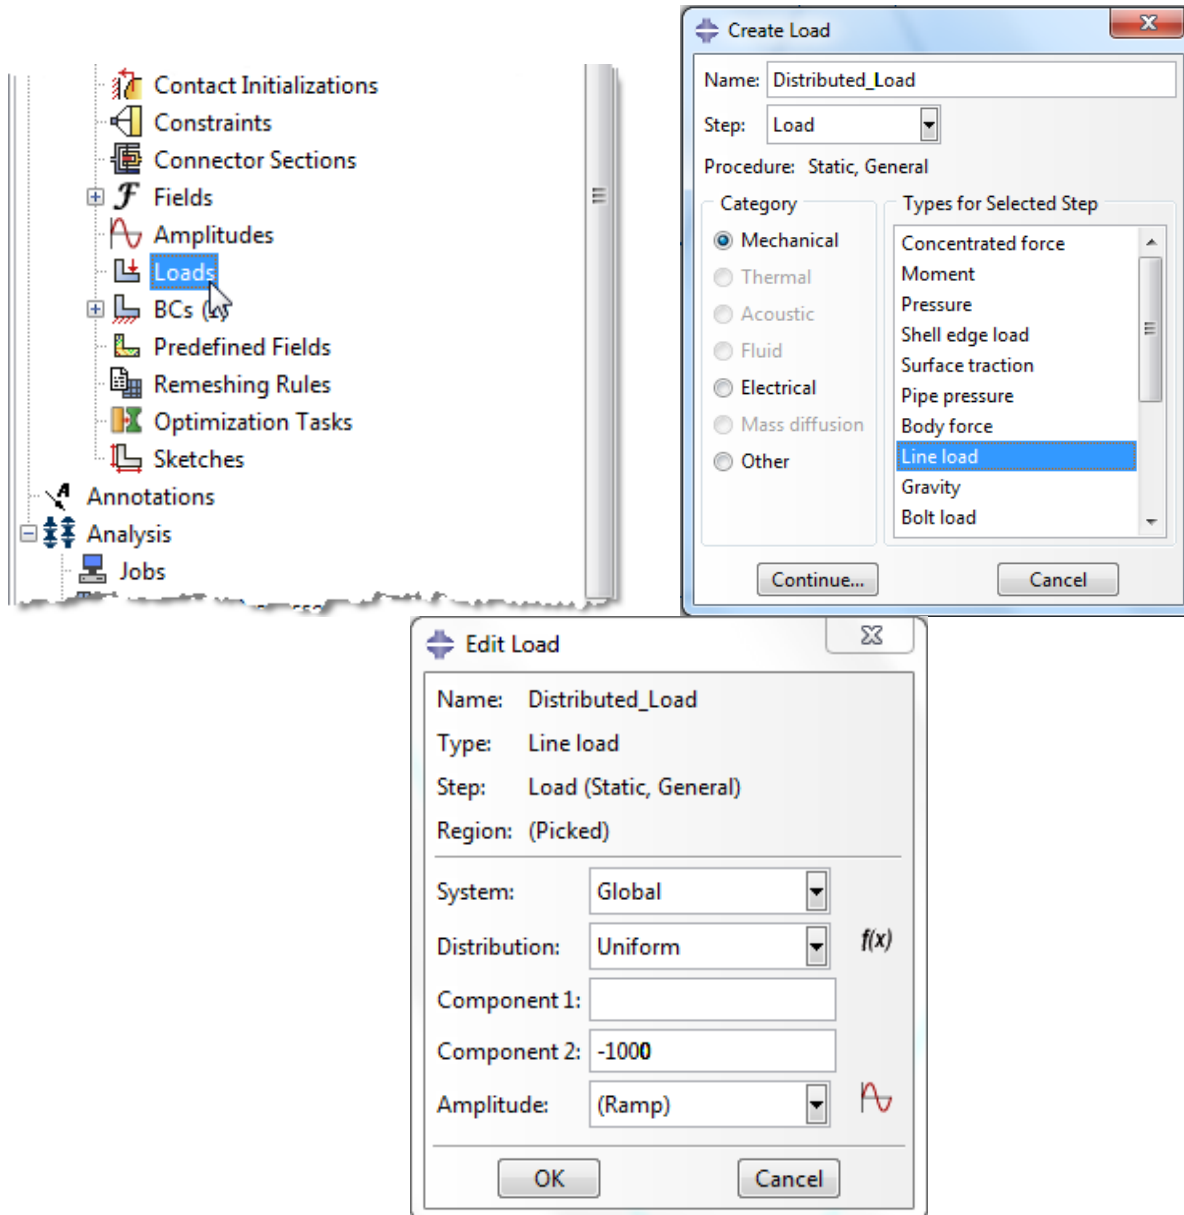 Contact Initializations
Constraints
Connector Sections
Fields
Amplitudes
Loads
BCs
Predefined Fields
Remeshing Rules
Optimization Tasks
Sketches
Annotations
Analysis
Jobs
Create Load
Name: Distributed_Load
Step: Load
Procedure: Static, General
Category
Mechanical
Thermal
Acoustic
Fluid
Electrical
Mass diffusion
Other
Types for Selected Step
Concentrated force
Moment
Pressure
Shell edge load
Surface traction
Pipe pressure
Body force
Line load
Gravity
Bolt load
Continue... Cancel
Edit Load
Name: Distributed_Load
Type: Line load
Step: Load (Static, General)
Region: (Picked)
System: Global
Distribution: Uniform f(x)
Component 1:
Component 2: -1000
Amplitude: (Ramp)
OK Cancel